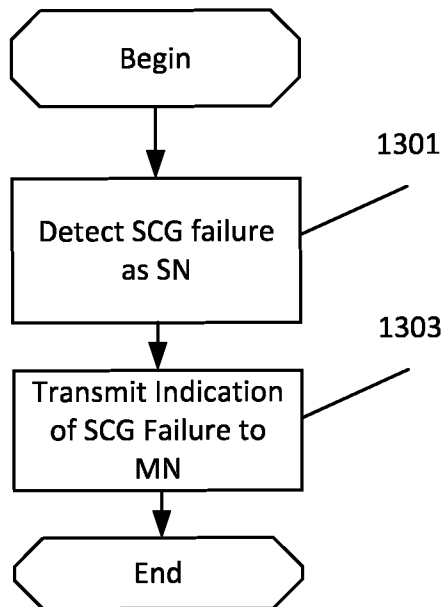 Begin
1301
Detect SCG failure
as SN
1303
Transmit Indication
of SCG Failure to
MN
End